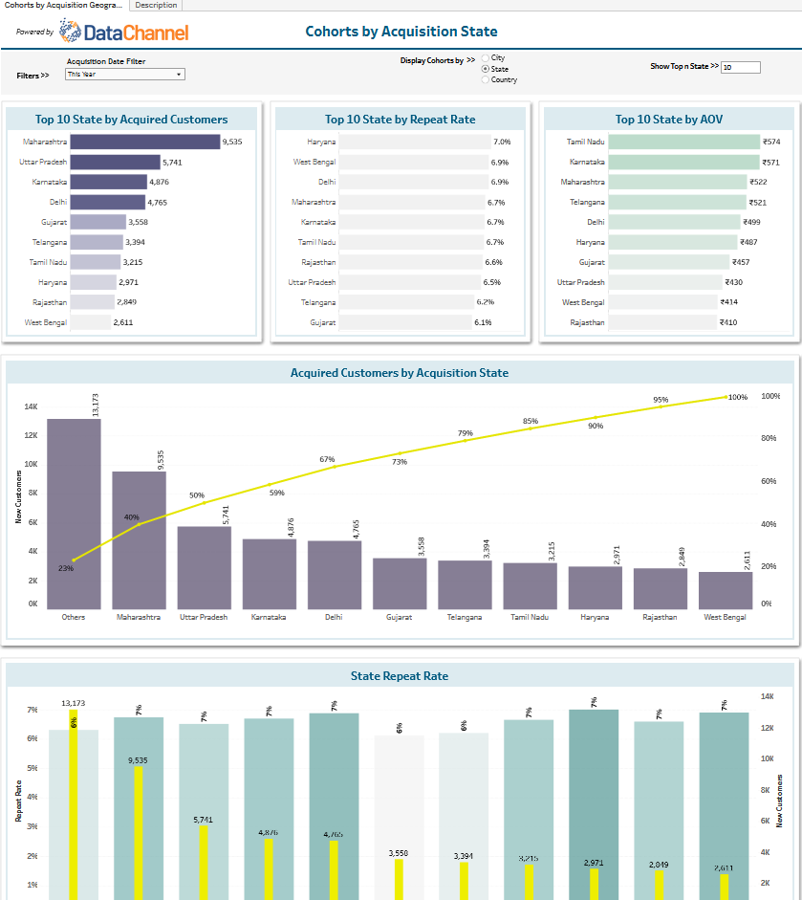 Cohorts by Acquisition Geogra... Description
Powered by DataChannel
Cohorts by Acquisition State
Filters >>
Acquisition Date Filter
This Year
Display Cohorts by >>
City
State
Country
Show Top n State >> 10
Top 10 State by Acquired Customers
Maharashtra 9,535
Uttar Pradesh 5,741
Karnataka 4,876
Delhi 4,765
Gujarat 3,558
Telangana 3,394
Tamil Nadu 3,215
Haryana 2,971
Rajasthan 2,849
West Bengal 2,611
Top 10 State by Repeat Rate
Haryana 7.0%
West Bengal 6.9%
Delhi 6.9%
Maharashtra 6.7%
Karnataka 6.7%
Tamil Nadu 6.7%
Rajasthan 6.6%
Uttar Pradesh 6.5%
Telangana 6.2%
Gujarat 6.1%
Top 10 State by AOV
Tamil Nadu ₹574
Karnataka ₹571
Maharashtra ₹522
Telangana ₹521
Delhi ₹499
Haryana ₹487
Gujarat ₹457
Uttar Pradesh ₹430
West Bengal ₹414
Rajasthan ₹410
Acquired Customers by Acquisition State
New Customers
14K
12K
10K
8K
6K
4K
2K
0K
13,173 9,535 5,741 4,876 4,765 3,558 3,394 3,215 2,971 2,849 2,611
23% 40% 50% 59% 67% 73% 79% 85% 90% 95% 100%
100%
80%
60%
40%
20%
0%
Others Maharashtra Uttar Pradesh Karnataka Delhi Gujarat Telangana Tamil Nadu Haryana Rajasthan West Bengal
State Repeat Rate
Repeat Rate
7%
6%
5%
4%
3%
2%
1%
6% 7% 7% 7% 7% 6% 6% 7% 7% 7% 7%
13,173 9,535 5,741 4,876 4,765 3,558 3,394 3,215 2,971 2,849 2,611
14K
12K
10K
8K
6K
4K
2K
New Customers